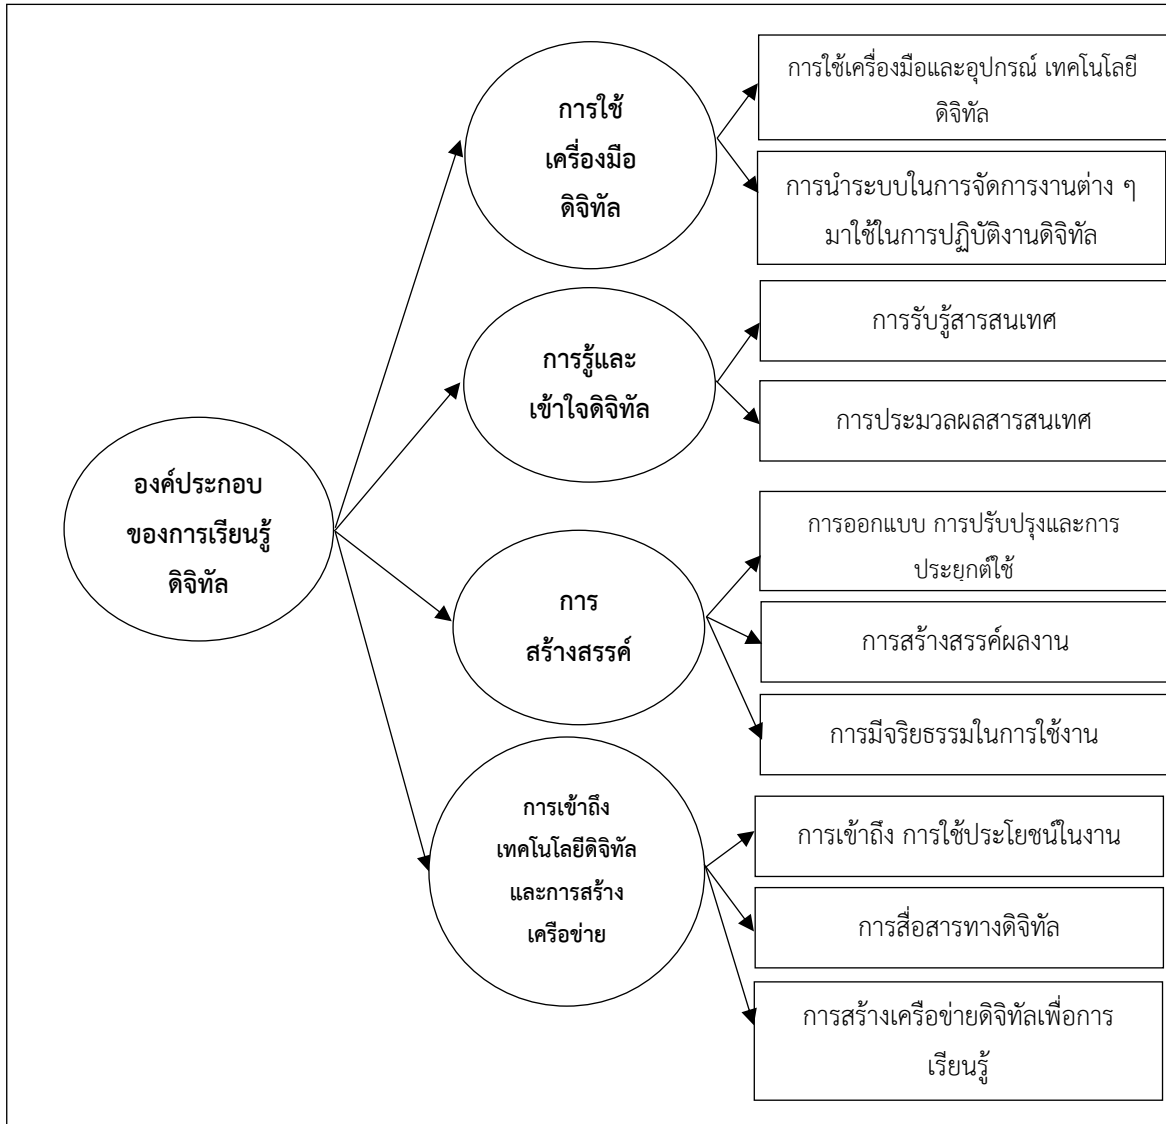 การใช้
เครื่องมือ
ดิจิทัล
การใช้เครื่องมือและอุปกรณ์ เทคโนโลยี
ดิจิทัล
การนำระบบในการจัดการงานต่าง ๆ
มาใช้ในการปฏิบัติงานดิจิทัล
การรู้และ
เข้าใจดิจิทัล
การรับรู้สารสนเทศ
การประมวลผลสารสนเทศ
องค์ประกอบ
ของการเรียนรู้
ดิจิทัล
การ
สร้างสรรค์
การออกแบบ การปรับปรุงและการ
ประยุกต์ใช้
การสร้างสรรค์ผลงาน
การมีจริยธรรมในการใช้งาน
การเข้าถึง
เทคโนโลยีดิจิทัล
และการสร้าง
เครือข่าย
การเข้าถึง การใช้ประโยชน์ในงาน
การสื่อสารทางดิจิทัล
การสร้างเครือข่ายดิจิทัลเพื่อการ
เรียนรู้